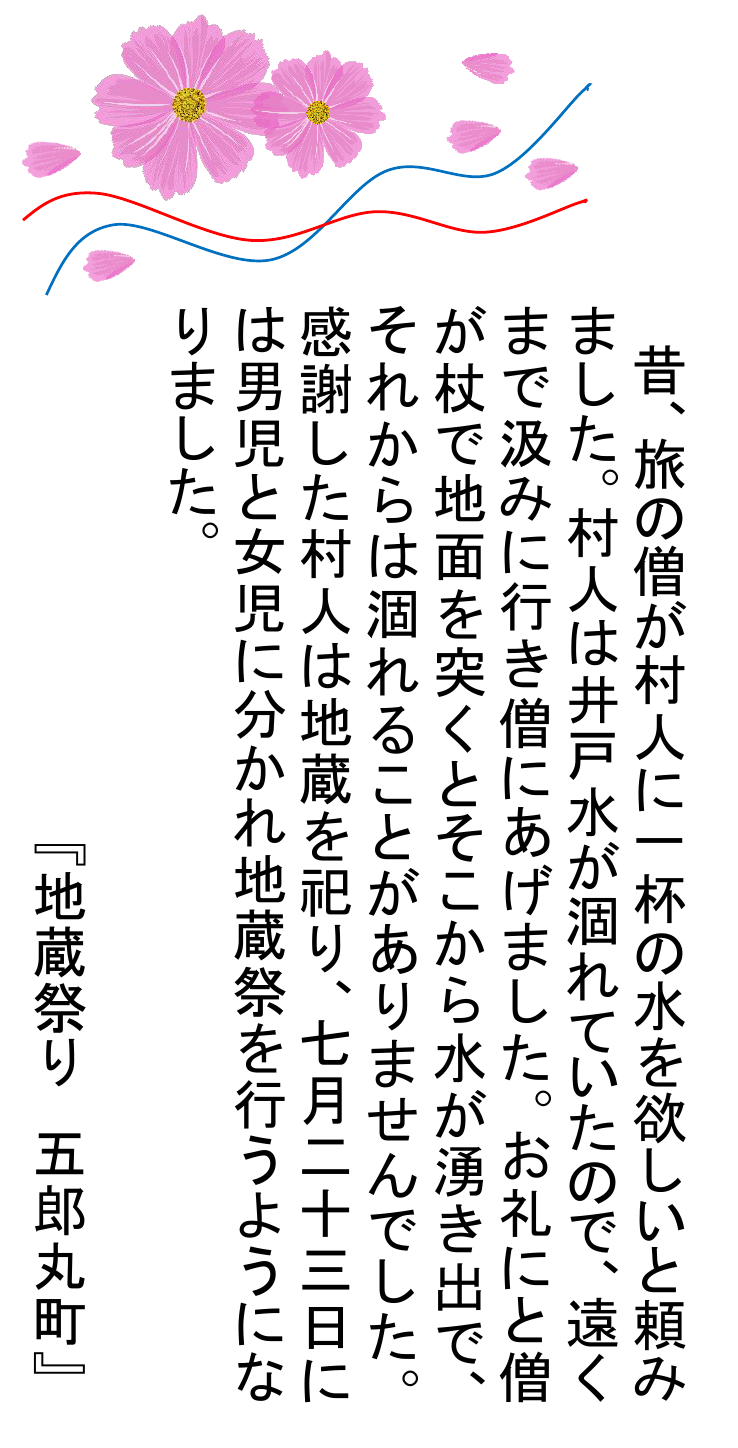 昔、旅の僧が村人に一杯の水を欲しいと頼み
ました。村人は井戸水が涸れていたので、遠く
まで汲みに行き僧にあげました。お礼にと僧
が杖で地面を突くとそこから水が湧き出で、
それからは涸れることがありませんでした。
感謝した村人は地蔵を祀り、七月二十三日に
は男児と女児に分かれ地蔵祭を行うようにな
りました。
『地蔵祭り　五郎丸町』